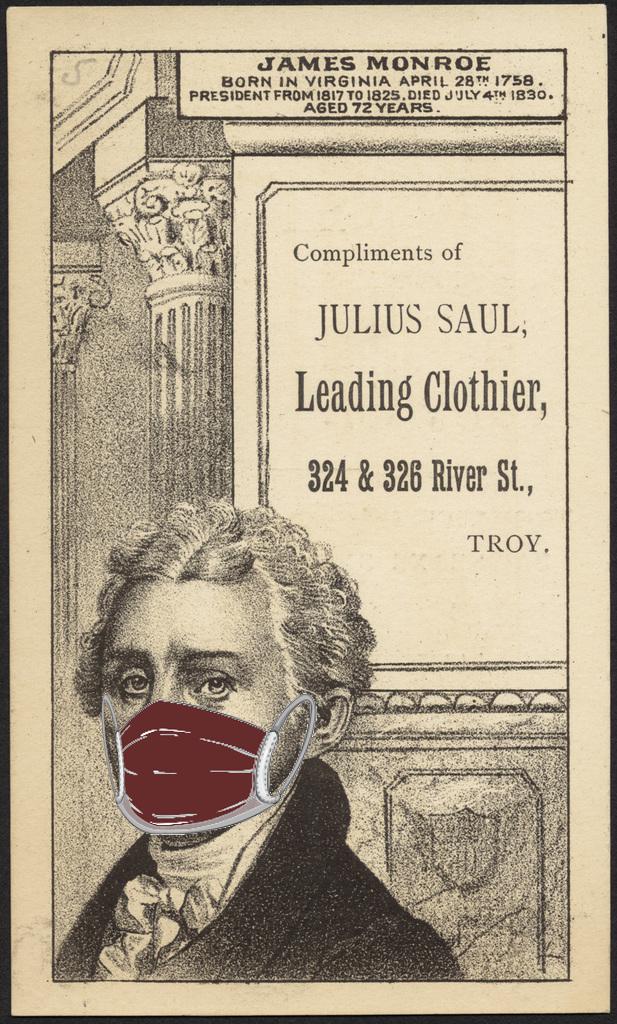 5
JAMES MONROE
BORN IN VIRGINIA APRIL 28TH 1758.
PRESIDENT FROM 1817 TO 1825. DIED JULY 4TH 1830.
AGED 72 YEARS.
Compliments of
JULIUS SAUL,
Leading Clothier,
324 & 326 River St.,
TROY.